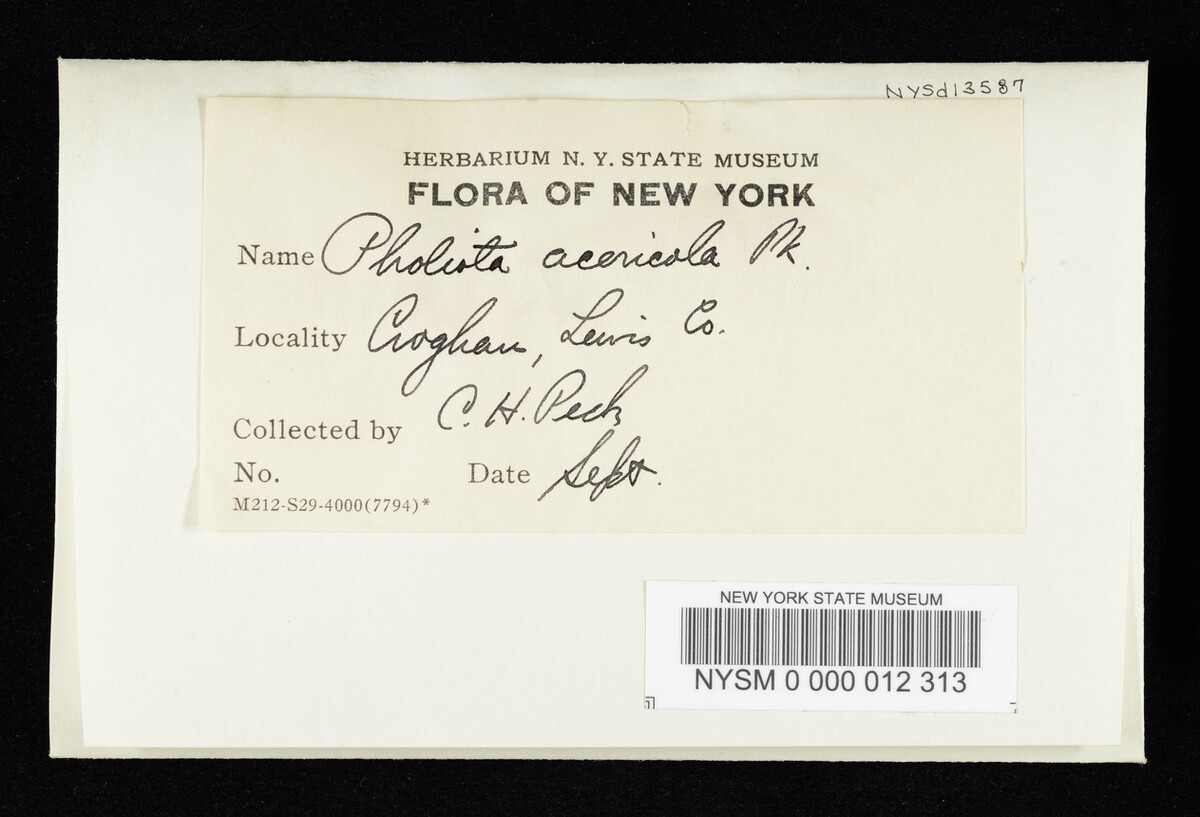 NYSd13587
HERBARIUM N. Y. STATE MUSEUM
FLORA OF NEW YORK
Name Pholiota acericola Pk.
Locality Croghan, Lewis Co.
Collected by C. H. Peck
No. Date Sept.
M212-S29-4000(7794)*
NEW YORK STATE MUSEUM
NYSM 0 000 012 313